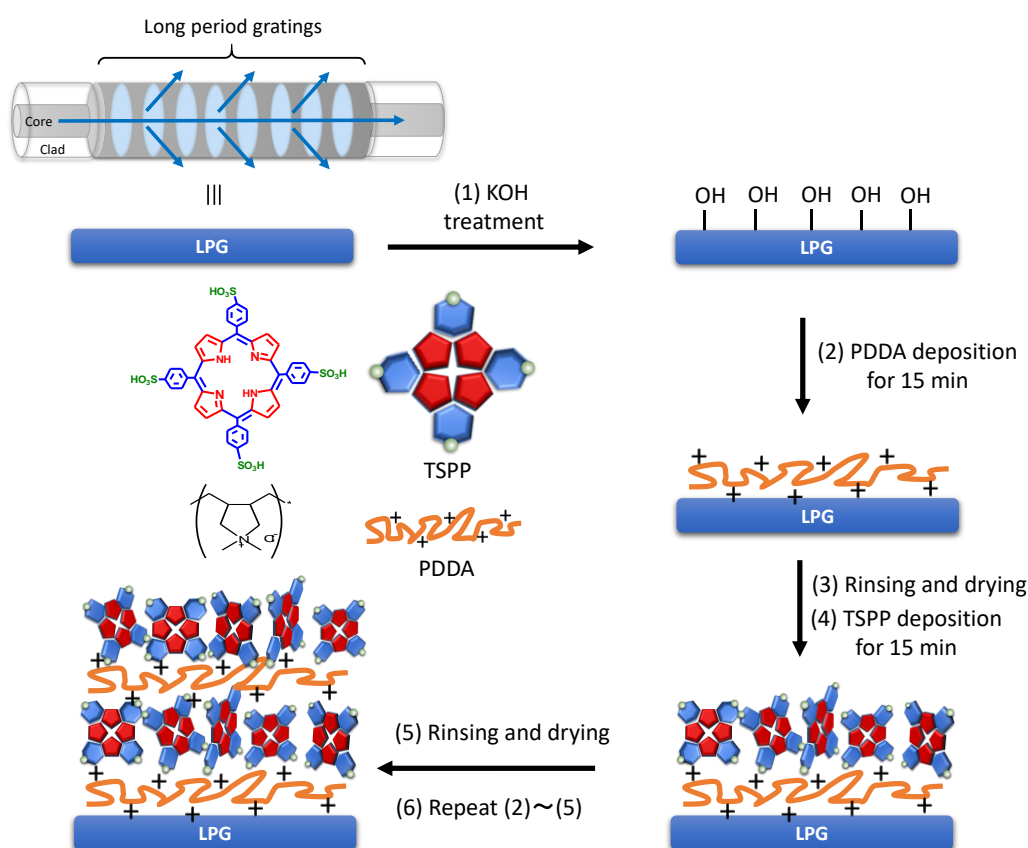 Long period gratings
Core
Clad
|||
(1) KOH
treatment
OH OH OH OH OH
LPG
LPG
HO₃S
NH
N
HO₃S
SO₃H
N
HN
SO₃H
TSPP
(2) PDDA deposition
for 15 min
+ + + +
+ + + +
LPG
N
+
Cl-
+ + +
+ +
PDDA
(3) Rinsing and drying
(4) TSPP deposition
for 15 min
+ + + +
+ + + +
+ + + +
+ + + +
LPG
(5) Rinsing and drying
(6) Repeat (2)～(5)
+ + + +
+ + + +
LPG